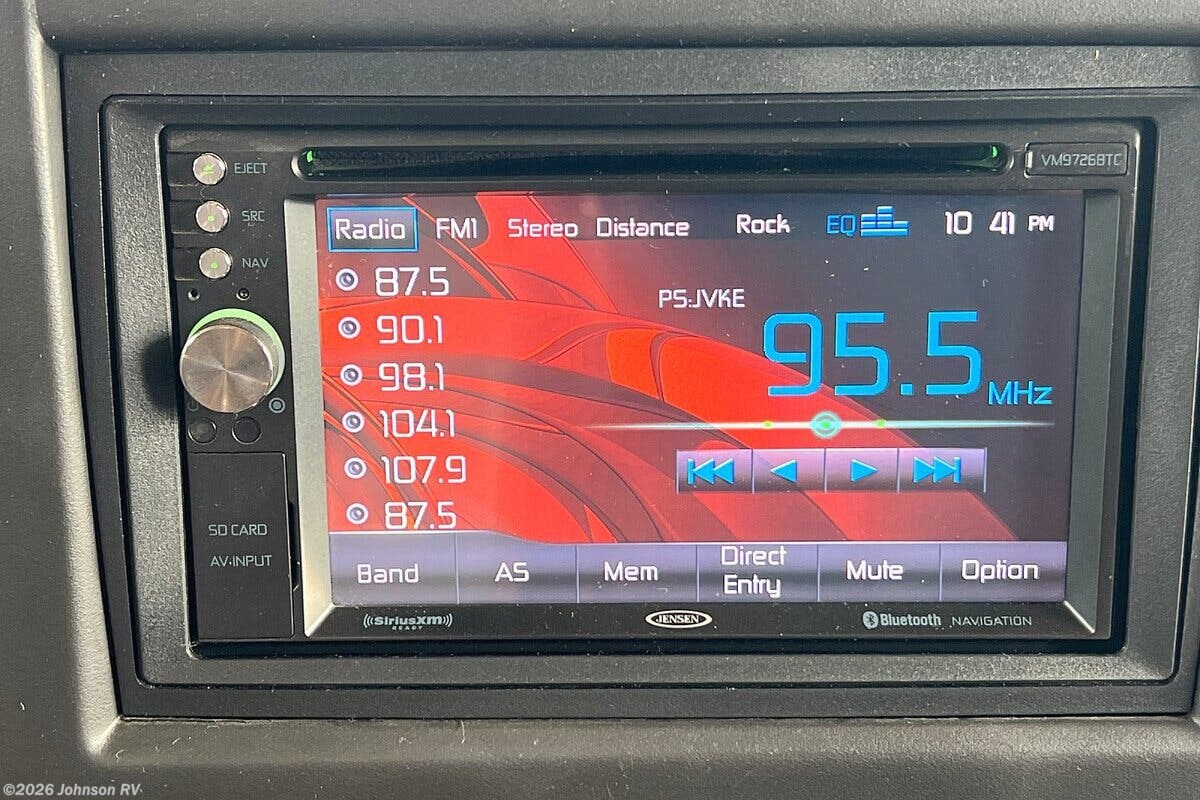 EJECT
VM9726BTC
SRC
NAV
Radio FM1 Stereo Distance Rock EQ 10 41 PM
87.5
90.1
98.1
104.1
107.9
87.5
PS:JVKE
95.5 MHz
SD CARD
AV-INPUT
Band AS Mem Direct Entry Mute Option
((SiriusXM))
READY
JENSEN
Bluetooth NAVIGATION
©2026 Johnson RV